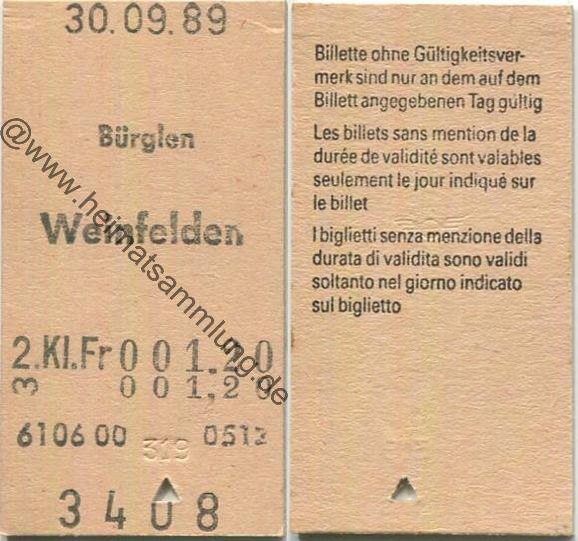 30.09.89
Bürglen
Weinfelden
2.Kl.Fr 001.20
3 001,20
610600 319 0512
3408
Billette ohne Gültigkeitsver-
merk sind nur an dem auf dem
Billett angegebenen Tag gültig
Les billets sans mention de la
durée de validité sont valables
seulement le jour indiqué sur
le billet
I biglietti senza menzione della
durata di validita sono validi
soltanto nel giorno indicato
sul biglietto
@www.heimatsammlung.de